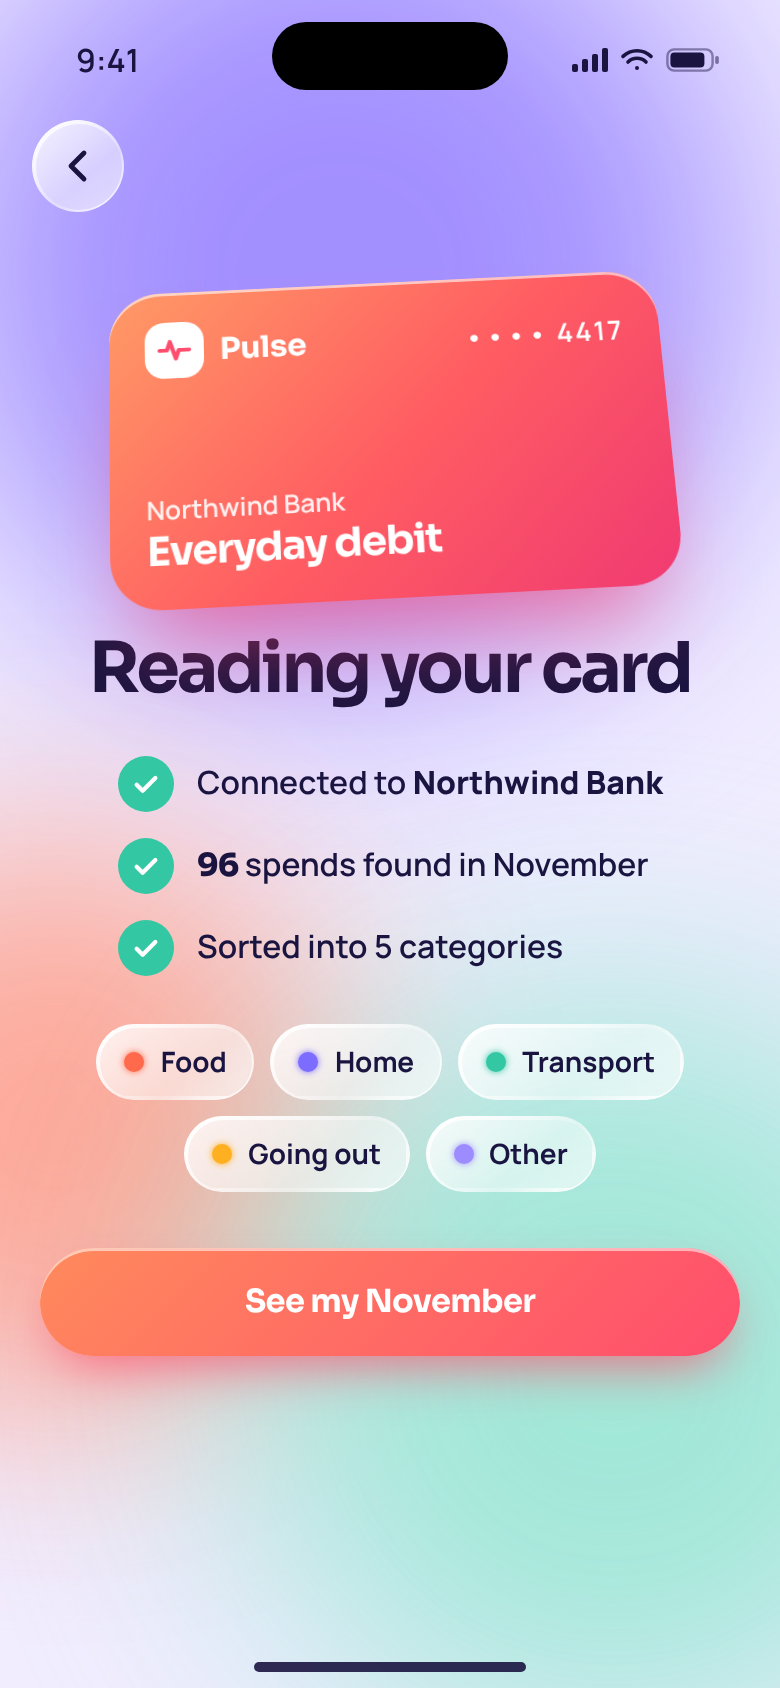 9:41
Pulse
• • • • 4417
Northwind Bank
Everyday debit
Reading your card
Connected to Northwind Bank
96 spends found in November
Sorted into 5 categories
Food
Home
Transport
Going out
Other
See my November